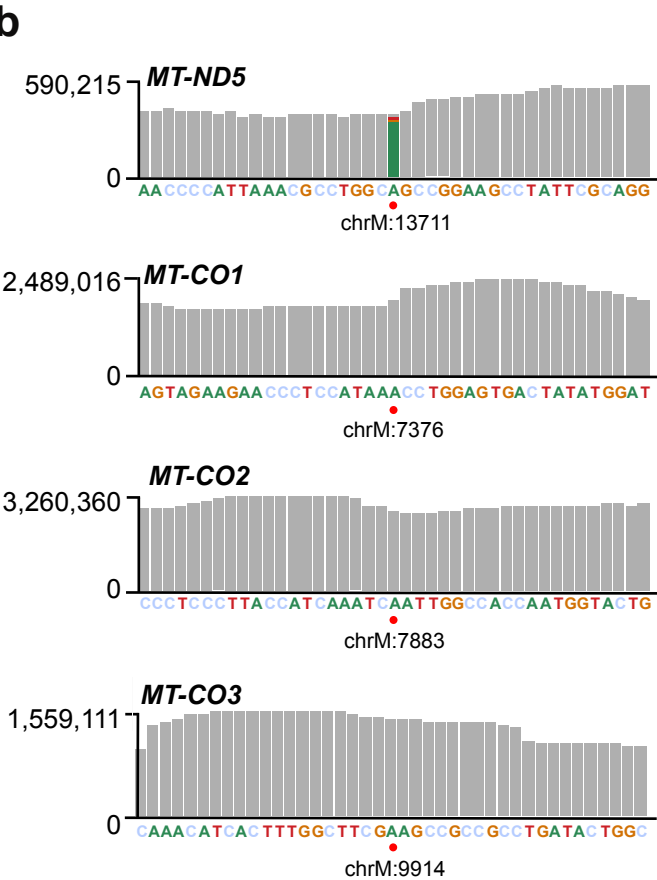 b
MT-ND5
590,215
0
AACCCCATTAAACGCCTGGCAGCCGGAAGCCTATTCGCAGG
chrM:13711
MT-CO1
2,489,016
0
AGTAGAAGAACCCTCCATAAACCTGGAGTGACTATATGGAT
chrM:7376
MT-CO2
3,260,360
0
CCCTCCCTTACCATCAAATCAATTGGCCACCAATGGTACTG
chrM:7883
MT-CO3
1,559,111
0
CAAACATCACTTTGGCTTCGAAGCCGCCGCCTGATACTGGC
chrM:9914